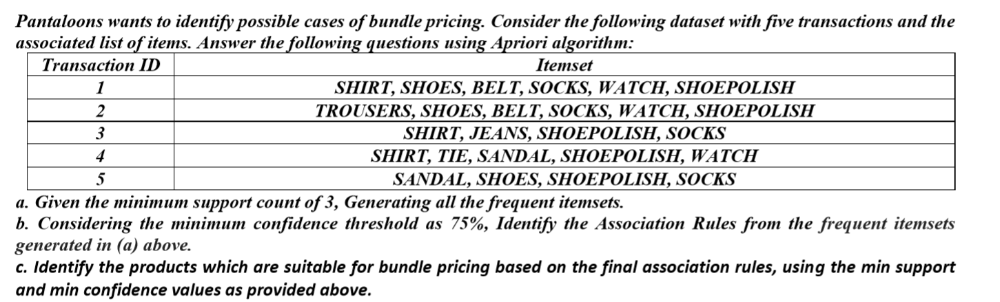 Pantaloons wants to identify possible cases of bundle pricing. Consider the following dataset with five transactions and the
associated list of items. Answer the following questions using Apriori algorithm:
Transaction ID Itemset
1 SHIRT, SHOES, BELT, SOCKS, WATCH, SHOEPOLISH
2 TROUSERS, SHOES, BELT, SOCKS, WATCH, SHOEPOLISH
3 SHIRT, JEANS, SHOEPOLISH, SOCKS
4 SHIRT, TIE, SANDAL, SHOEPOLISH, WATCH
5 SANDAL, SHOES, SHOEPOLISH, SOCKS
a. Given the minimum support count of 3, Generating all the frequent itemsets.
b. Considering the minimum confidence threshold as 75%, Identify the Association Rules from the frequent itemsets
generated in (a) above.
c. Identify the products which are suitable for bundle pricing based on the final association rules, using the min support
and min confidence values as provided above.